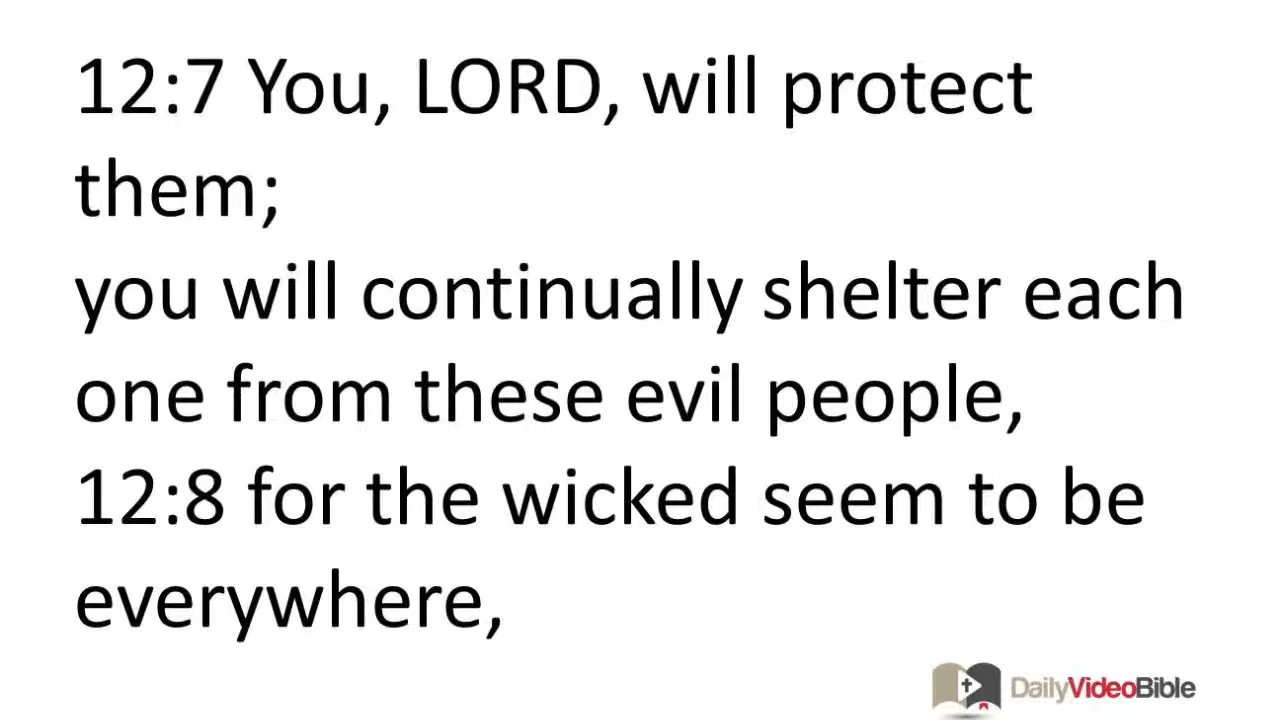 12:7 You, LORD, will protect
them;
you will continually shelter each
one from these evil people,
12:8 for the wicked seem to be
everywhere,
DailyVideoBible